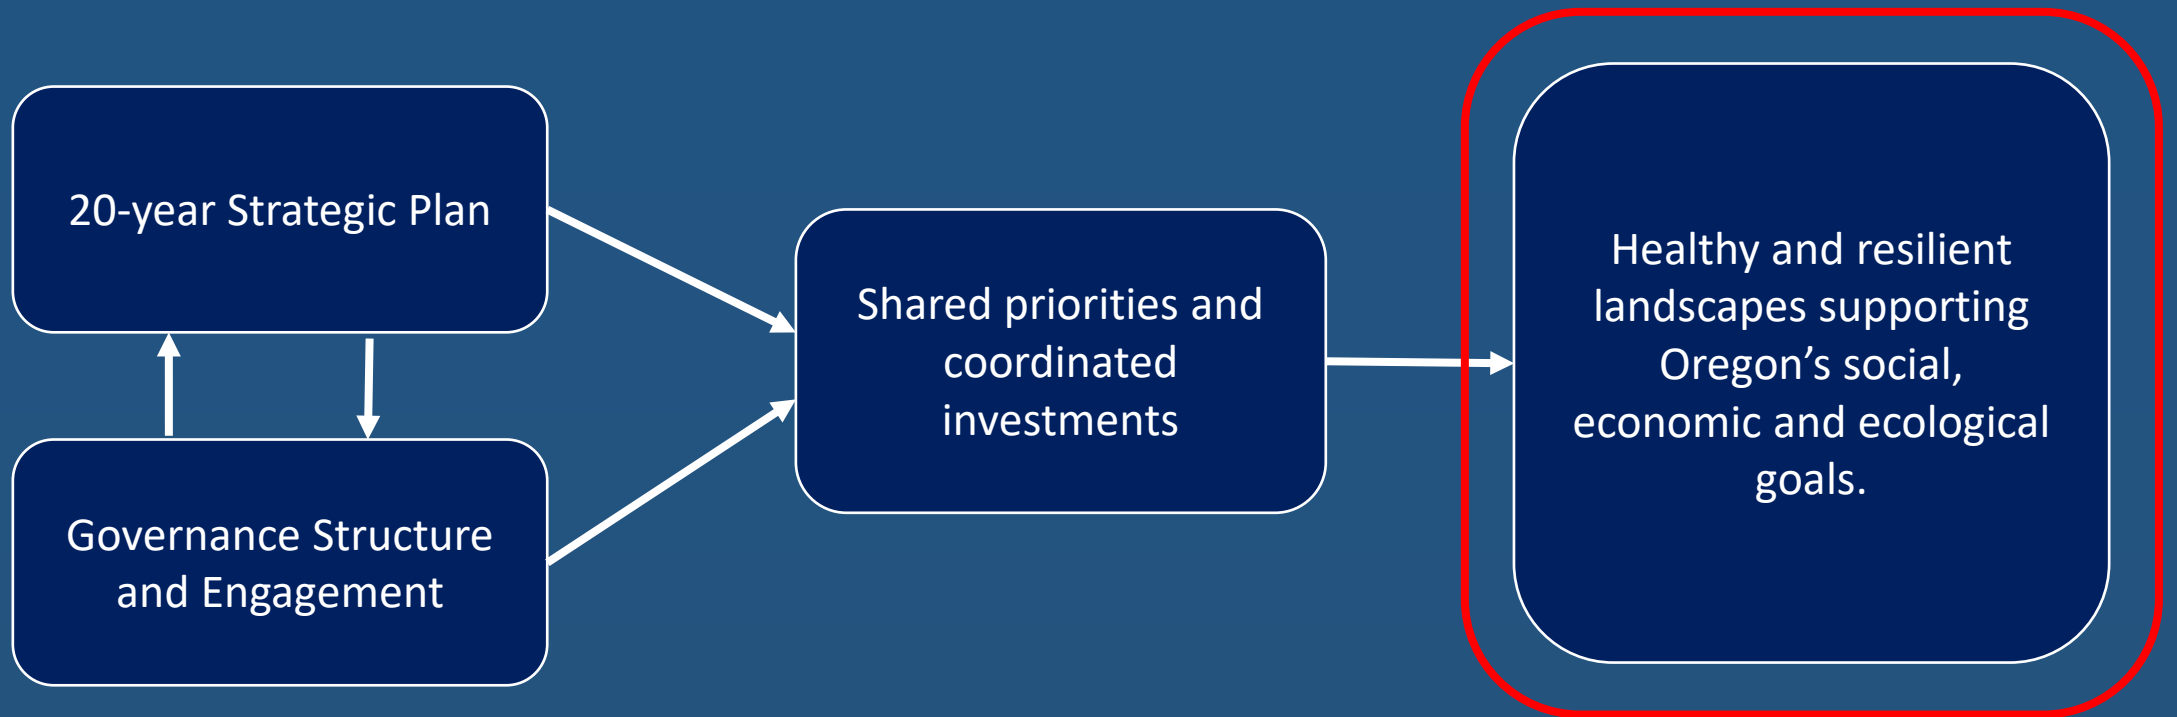 20-year Strategic Plan
Governance Structure
and Engagement
Shared priorities and
coordinated
investments
Healthy and resilient
landscapes supporting
Oregon’s social,
economic and ecological
goals.